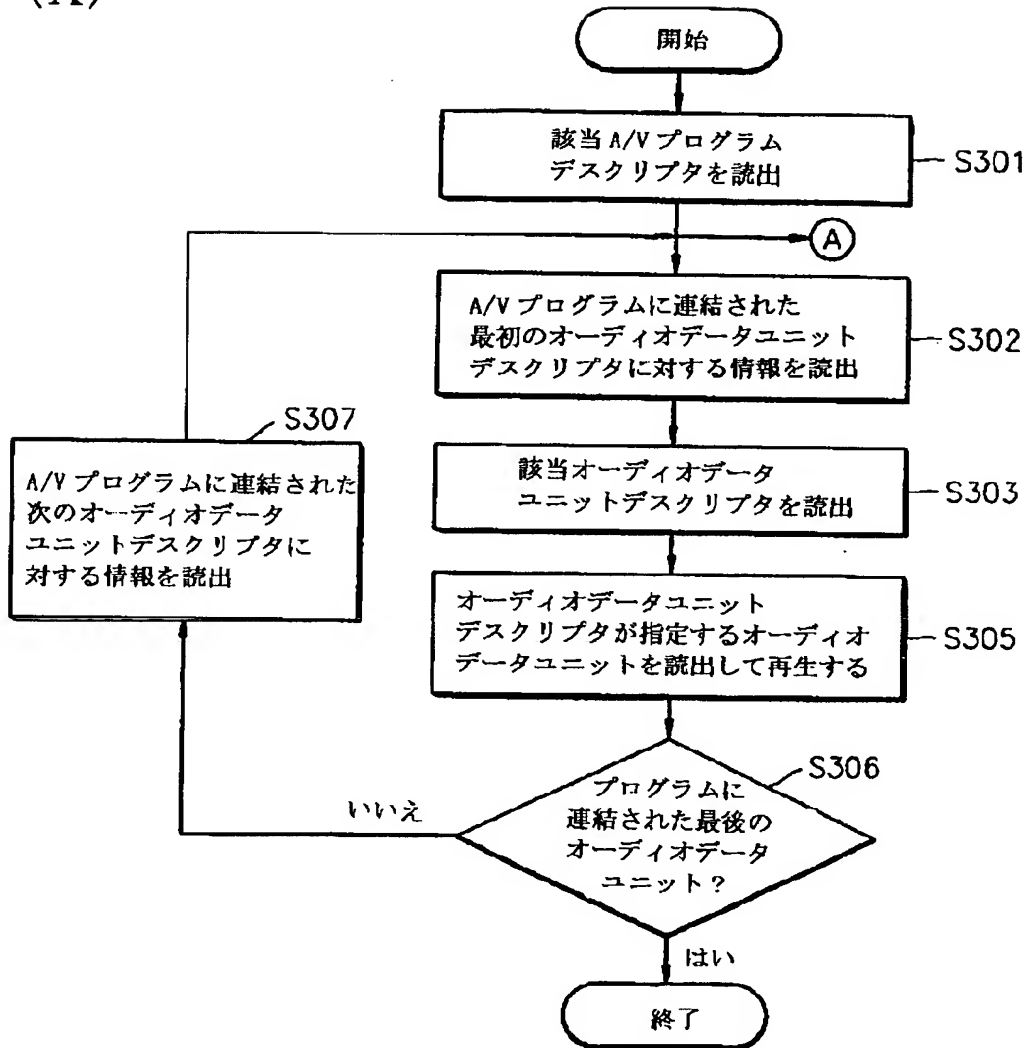 (A)
開始
該当 A/V プログラム
デスクリプタを読出
S301
A
A/V プログラムに連結された
最初のオーディオデータユニット
デスクリプタに対する情報を読出
S302
S307
A/V プログラムに連結された
次のオーディオデータ
ユニットデスクリプタに
対する情報を読出
該当オーディオデータ
ユニットデスクリプタを読出
S303
オーディオデータユニット
デスクリプタが指定するオーディオ
データユニットを読出して再生する
S305
S306
プログラムに
連結された最後の
オーディオデータ
ユニット?
いいえ
はい
終了